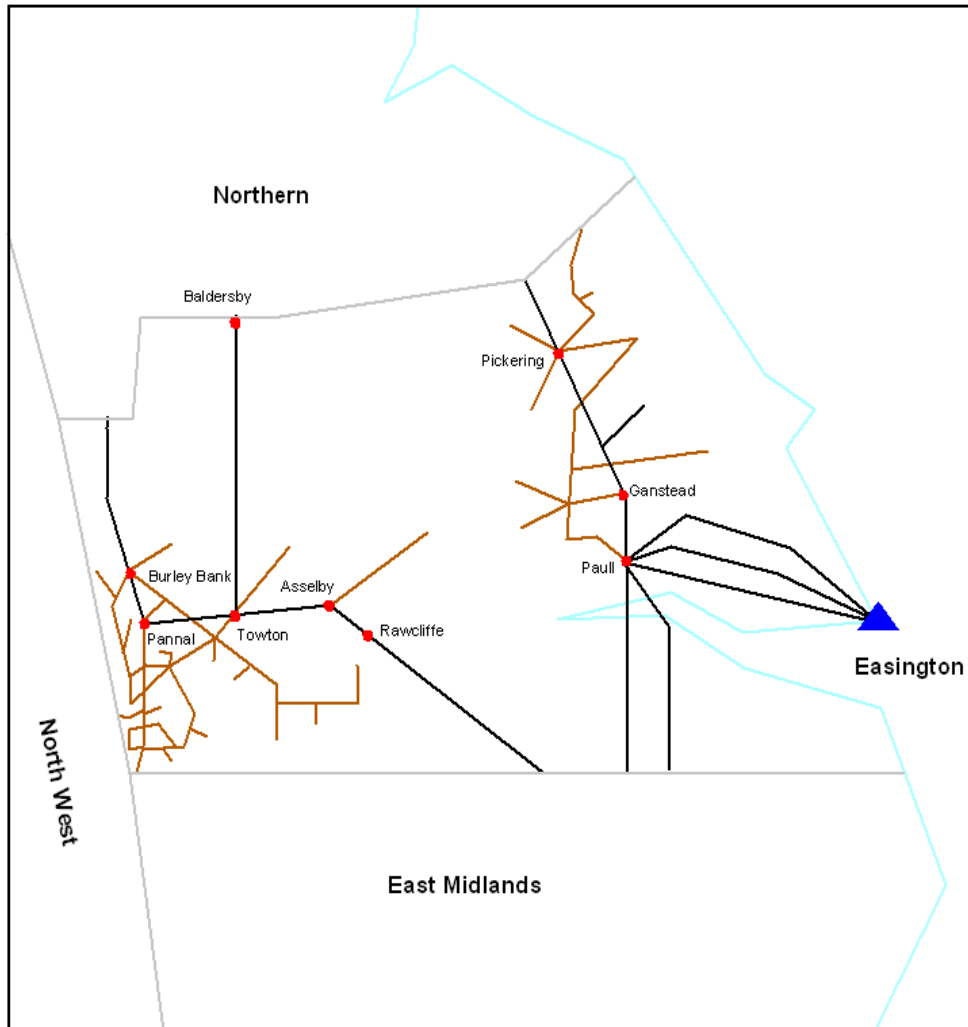 Northern
Baldersby
Pickering
Ganstead
Paull
Burley Bank
Asselby
Pannal
Towton
Rawcliffe
Easington
North West
East Midlands